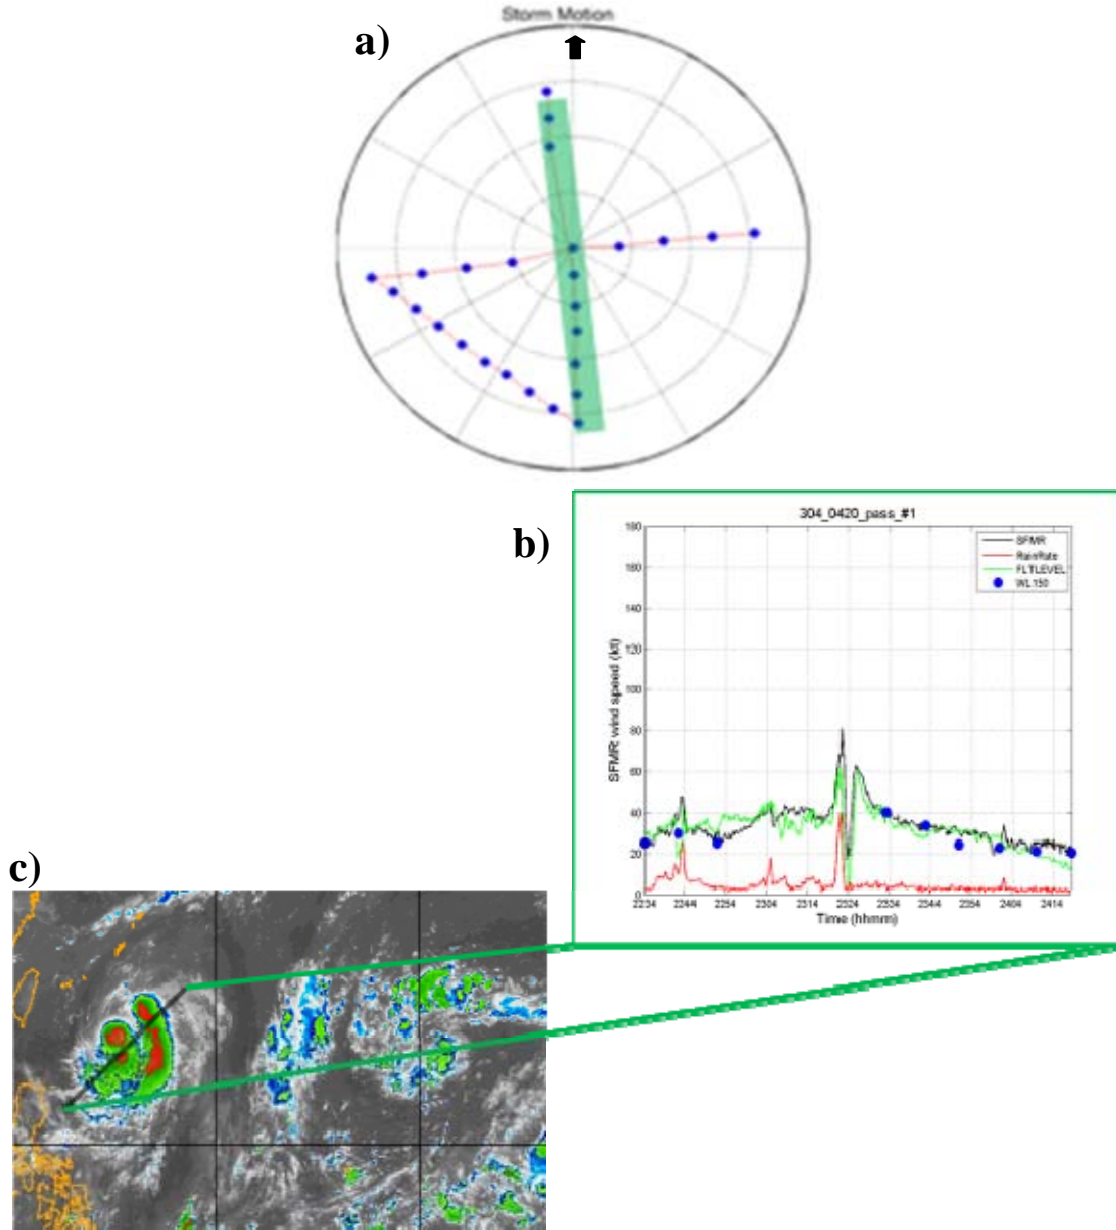 Storm Motion
a)
b)
304_0420_pass_#1
SFMR
RainRate
FLTLEVEL
WL150
180
160
140
120
100
80
60
40
20
0
SFMR wind speed (kt)
2234 2244 2254 2304 2314 2324 2334 2344 2354 2404 2414
Time (hhmm)
c)